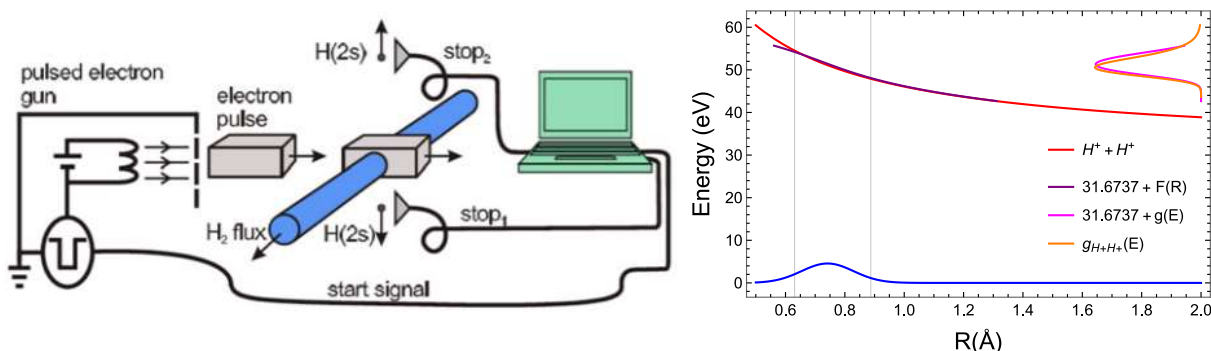 pulsed electron
gun
electron
pulse
H(2s)
stop₂
H₂ flux
H(2s)
stop₁
start signal
Energy (eV)
60
50
40
30
20
10
0
H⁺ + H⁺
31.6737 + F(R)
31.6737 + g(E)
g_{H+H+}(E)
0.6 0.8 1.0 1.2 1.4 1.6 1.8 2.0
R(Å)